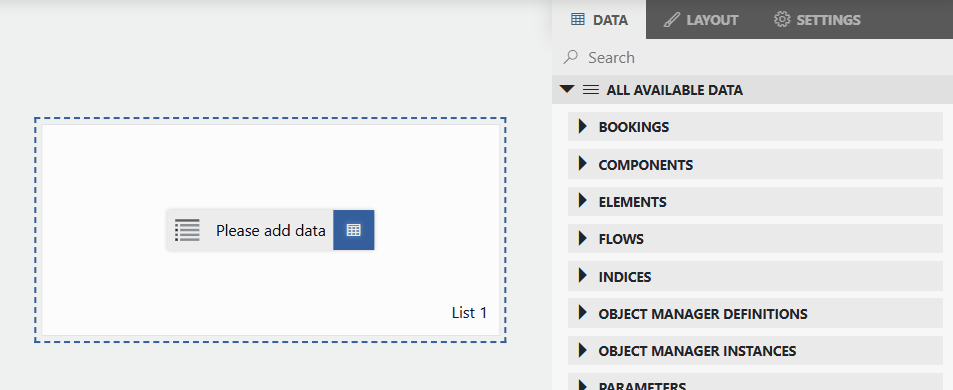 DATA LAYOUT SETTINGS
Search
ALL AVAILABLE DATA
BOOKINGS
COMPONENTS
ELEMENTS
FLOWS
INDICES
OBJECT MANAGER DEFINITIONS
OBJECT MANAGER INSTANCES
PARAMETERS
Please add data
List 1